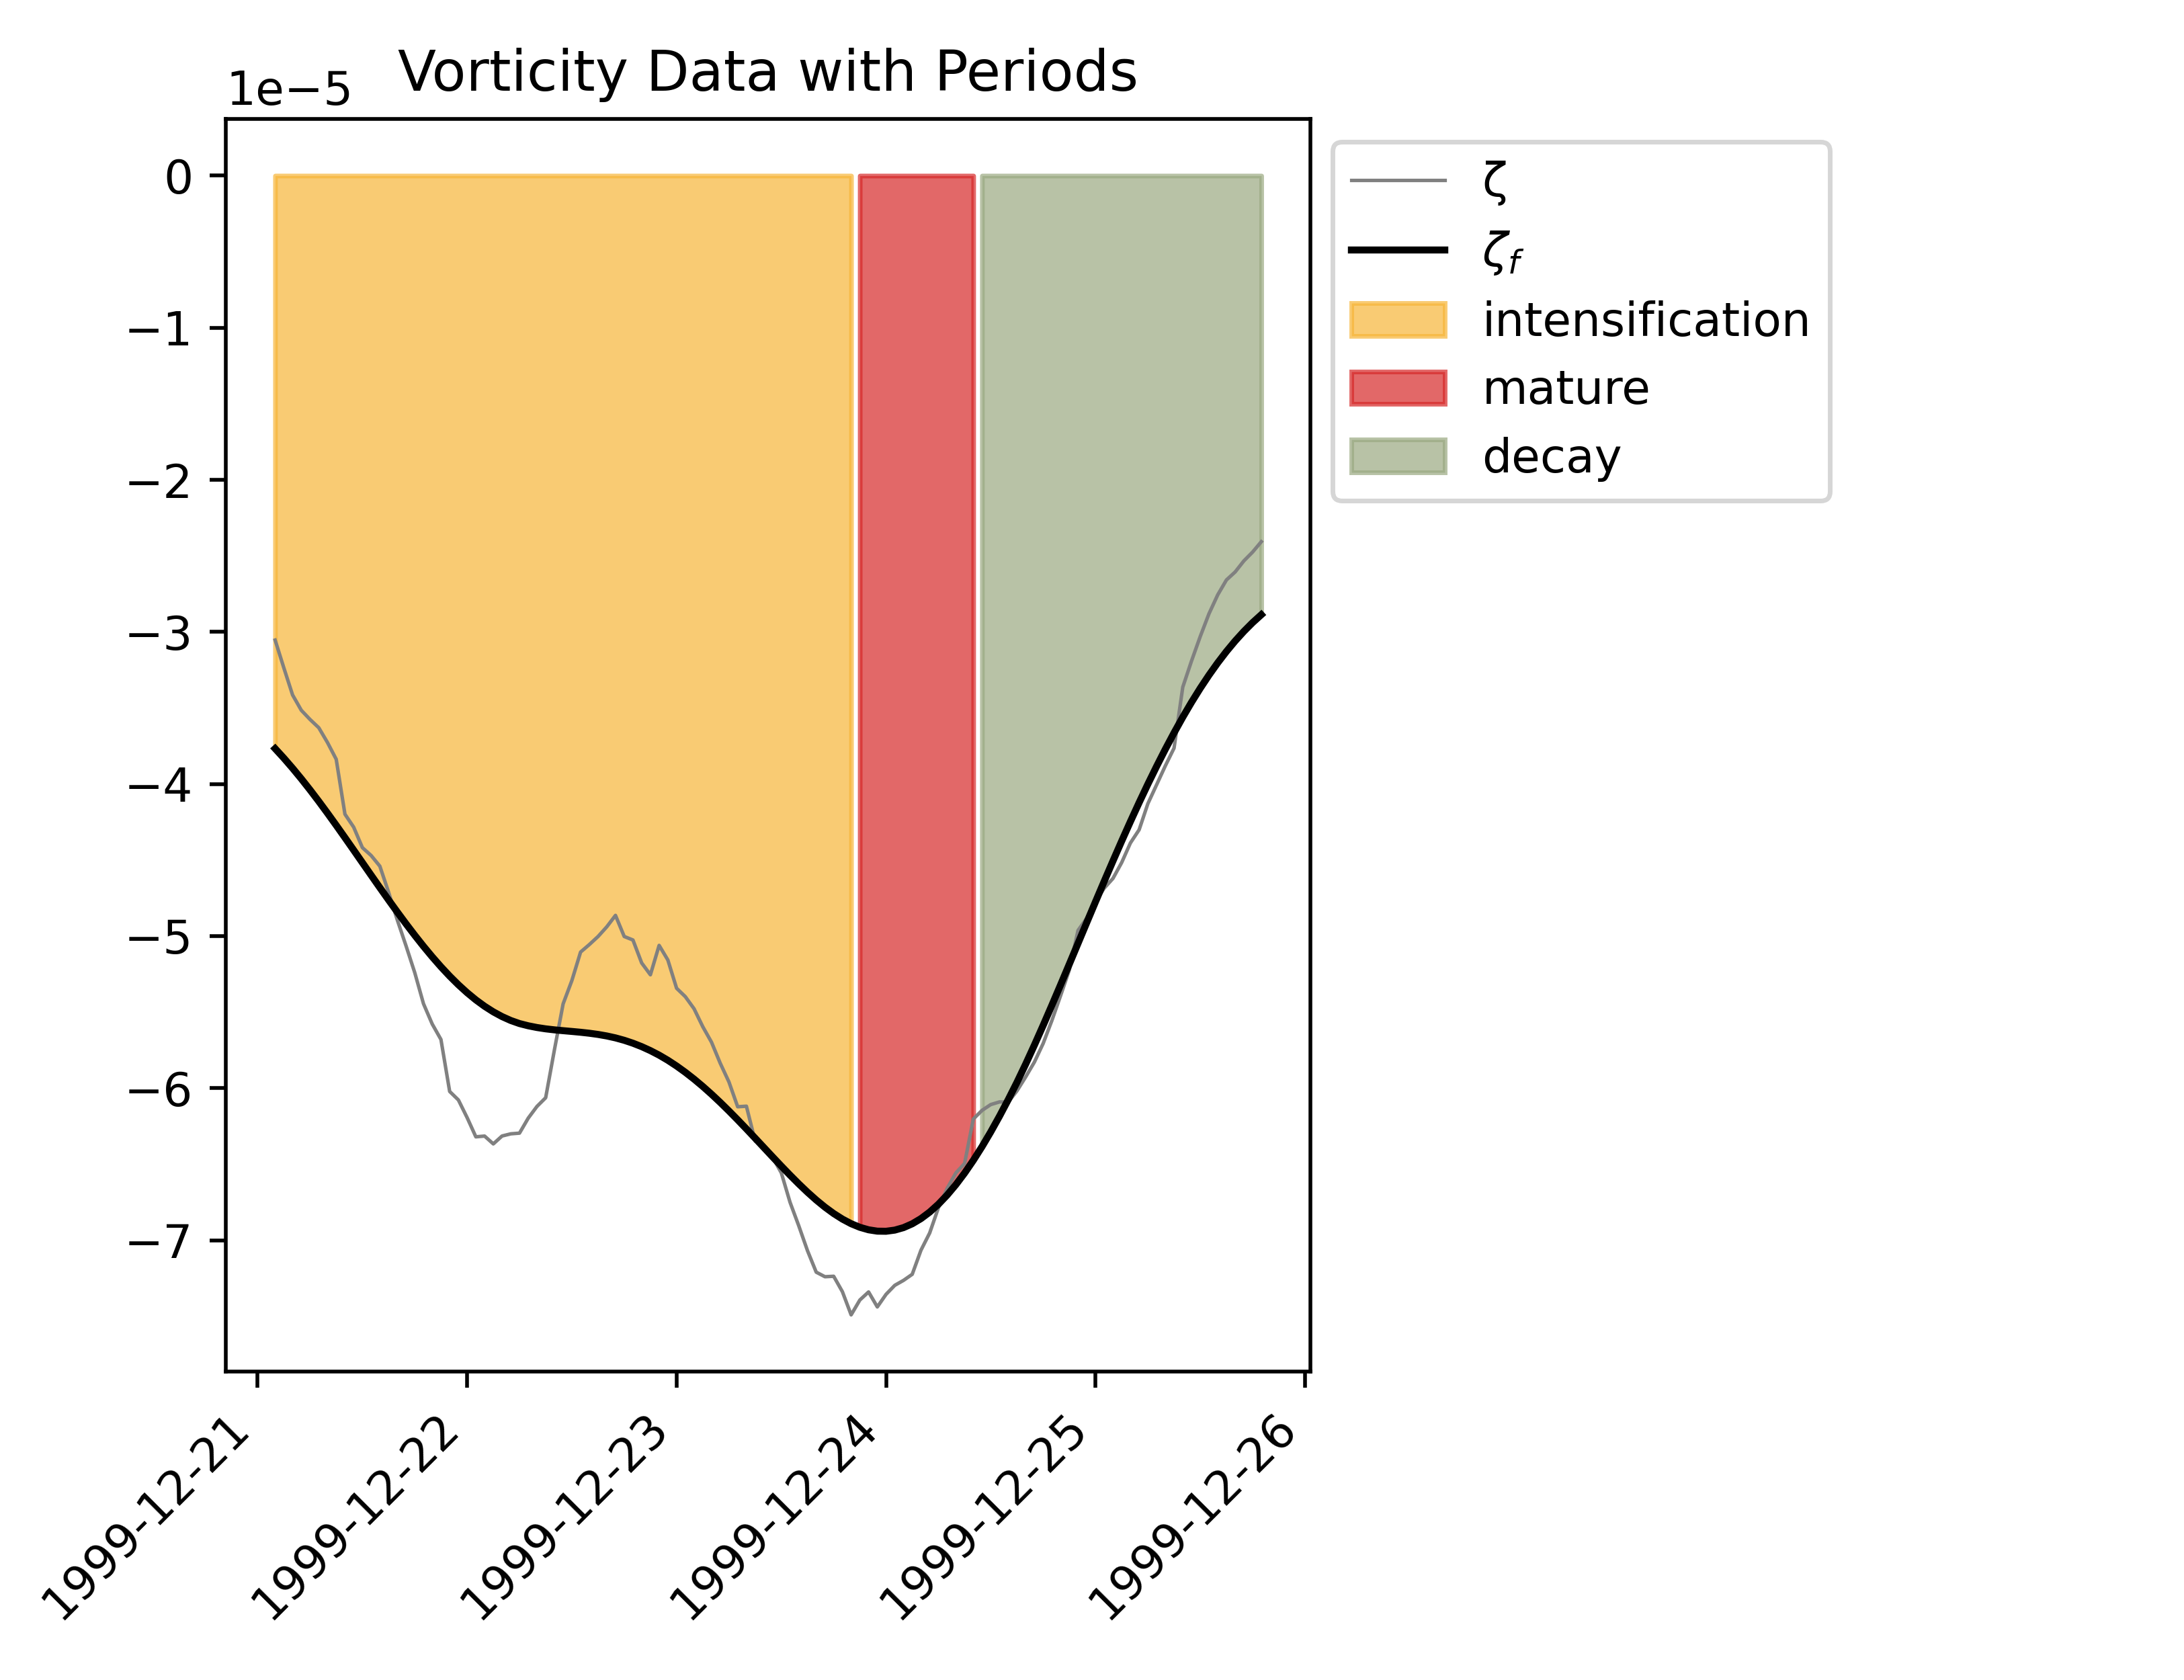 Vorticity Data with Periods
1e−5
0
−1
−2
−3
−4
−5
−6
−7
1999-12-21
1999-12-22
1999-12-23
1999-12-24
1999-12-25
1999-12-26
ζ
ζf
intensification
mature
decay